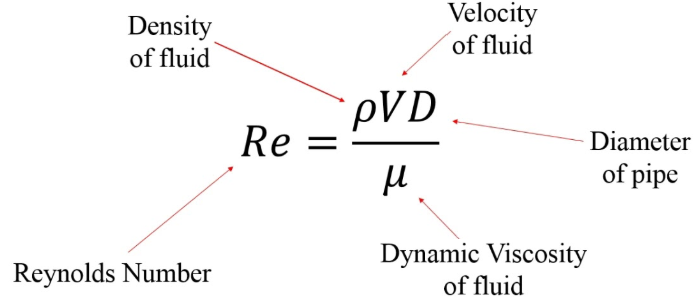 Density
of fluid
Velocity
of fluid
Re = ρVD / μ
Diameter
of pipe
Dynamic Viscosity
of fluid
Reynolds Number